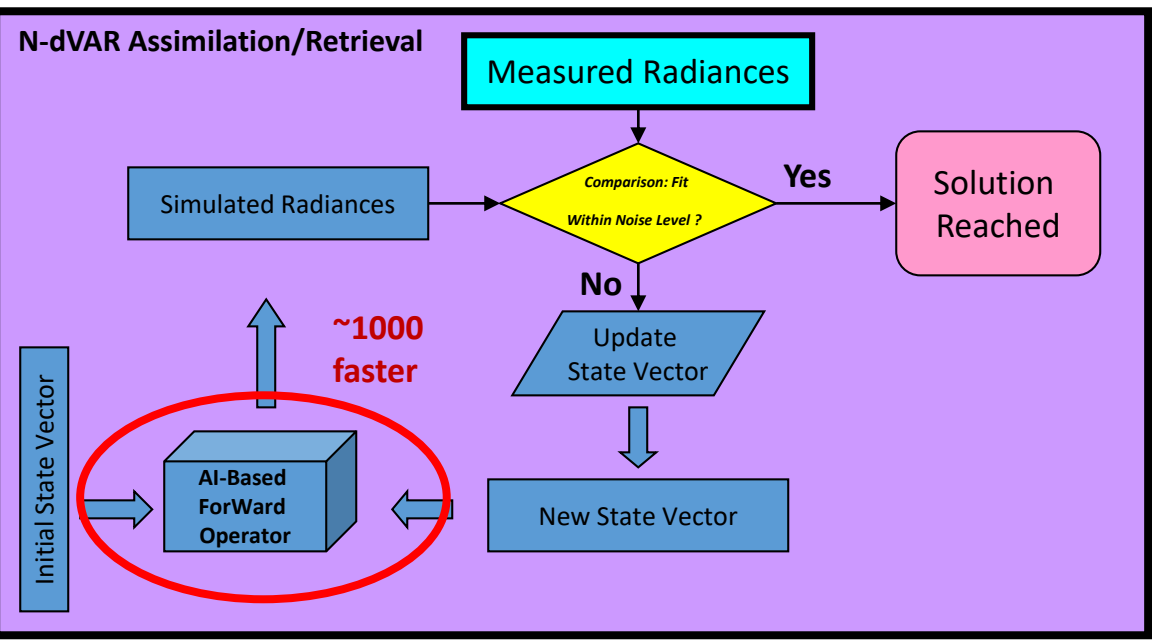 N-dVAR Assimilation/Retrieval
Measured Radiances
Simulated Radiances
Comparison: Fit
Within Noise Level ?
Yes
Solution
Reached
No
~1000
faster
Update
State Vector
Initial State Vector
AI-Based
ForWard
Operator
New State Vector